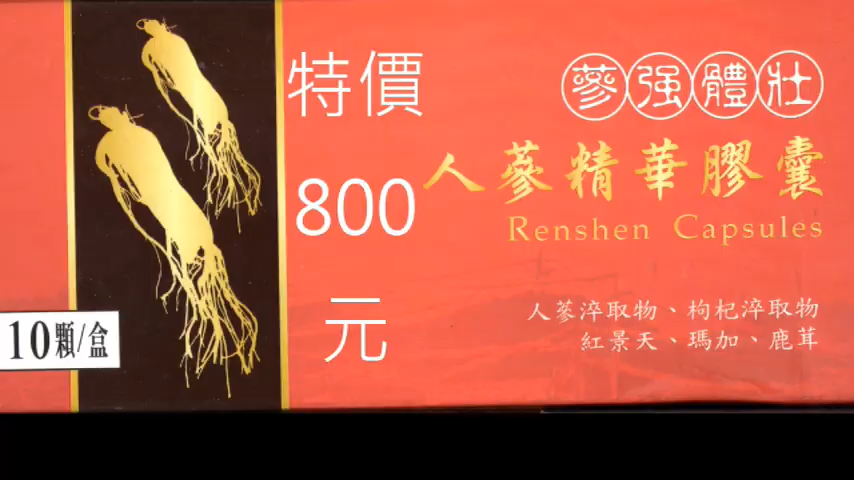 特價
800
元
蔘强體壯
人蔘精華膠囊
Renshen Capsules
人蔘淬取物、枸杞淬取物
紅景天、瑪加、鹿茸
10顆/盒